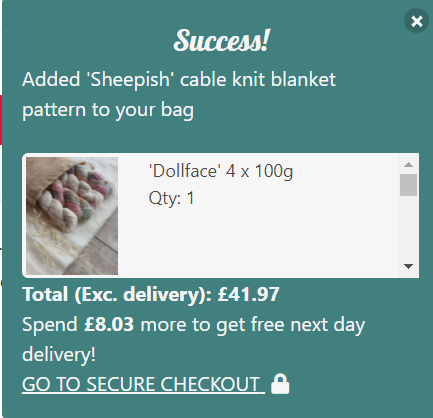 Success!
Added 'Sheepish' cable knit blanket
pattern to your bag
'Dollface' 4 x 100g
Qty: 1
Total (Exc. delivery): £41.97
Spend £8.03 more to get free next day
delivery!
GO TO SECURE CHECKOUT